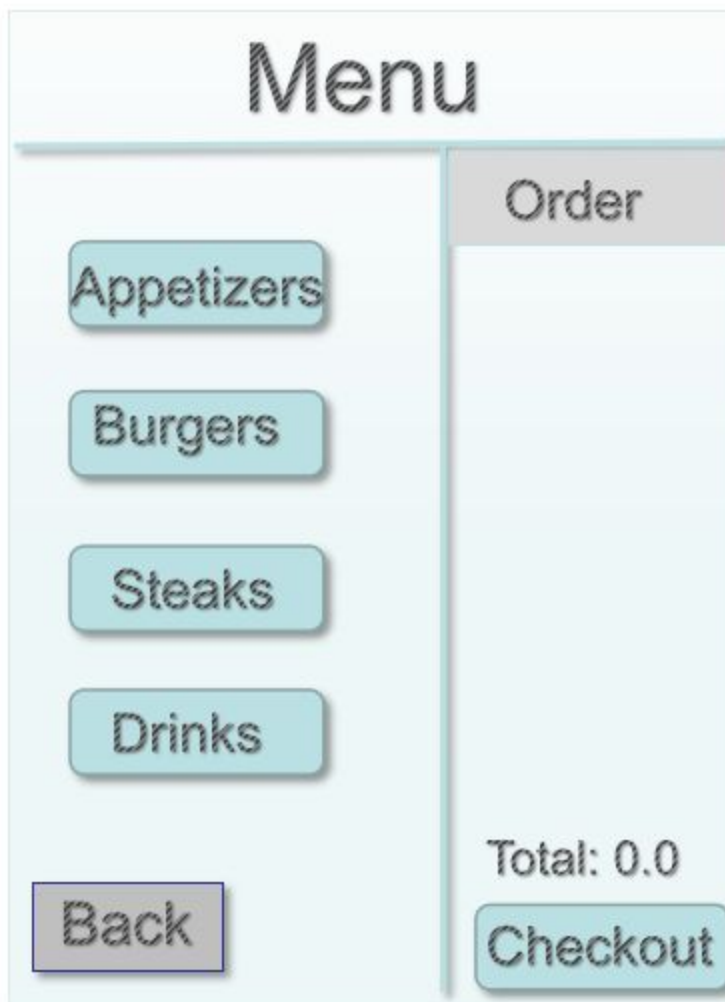 Menu
Order
Appetizers
Burgers
Steaks
Drinks
Total: 0.0
Back
Checkout